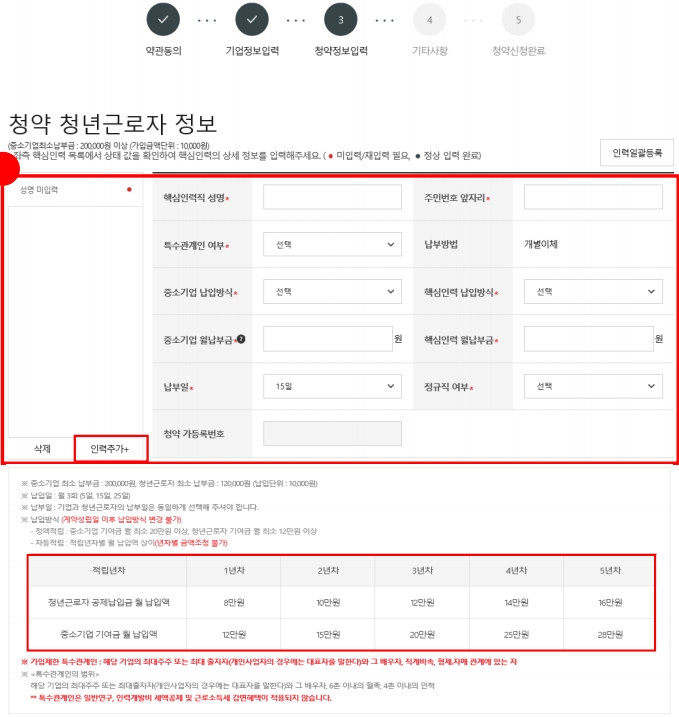 3
4
5
약관동의
기업정보입력
청약정보입력
기타사항
청약신청완료
청약 청년근로자 정보
(중소기업최소납부금 : 200,000원 이상 (가입금액단위 : 10,000원)
좌측 핵심인력 목록에서 상태 값을 확인하여 핵심인력의 상세 정보를 입력해주세요. ( ● 미입력/재입력 필요, ● 정상 입력 완료)
인력일괄등록
성명 미입력
핵심인력직 성명*
주민번호 앞자리*
특수관계인 여부*
선택
납부방법
개별이체
중소기업 납입방식*
선택
핵심인력 납입방식*
선택
중소기업 월납부금*?
원
핵심인력 월납부금*
원
납부일*
15일
정규직 여부*
선택
청약 가등록번호
삭제
인력추가+
※ 중소기업 최소 납부금 : 200,000원, 청년근로자 최소 납부금 : 120,000원 (납입단위 : 10,000원)
※ 납입일 : 월 3회 (5일, 15일, 25일)
※ 납부일 : 기업과 청년근로자의 납부일은 동일하게 선택해 주셔야 합니다.
※ 납입방식 (계약성립일 이후 납입방식 변경 불가)
- 정액적립 : 중소기업 기여금 월 최소 20만원 이상, 청년근로자 기여금 월 최소 12만원 이상
- 차등적립 : 적립년차별 월 납입액 상이(년차별 금액조정 불가)
적립년차 1년차 2년차 3년차 4년차 5년차
청년근로자 공제납입금 월 납입액 8만원 10만원 12만원 14만원 16만원
중소기업 기여금 월 납입액 12만원 15만원 20만원 25만원 28만원
※ 가입제한 특수관계인 : 해당 기업의 최대주주 또는 최대 출자자(개인사업자의 경우에는 대표자를 말한다)와 그 배우자, 직계비속, 형제,자매 관계에 있는 자
※ <특수관계인의 범위>
해당 기업의 최대주주 또는 최대출자자(개인사업자의 경우에는 대표자를 말한다)와 그 배우자, 6촌 이내의 혈족, 4촌 이내의 인척
** 특수관계인은 일반연구, 인력개발비 세액공제 및 근로소득세 감면혜택이 적용되지 않습니다.